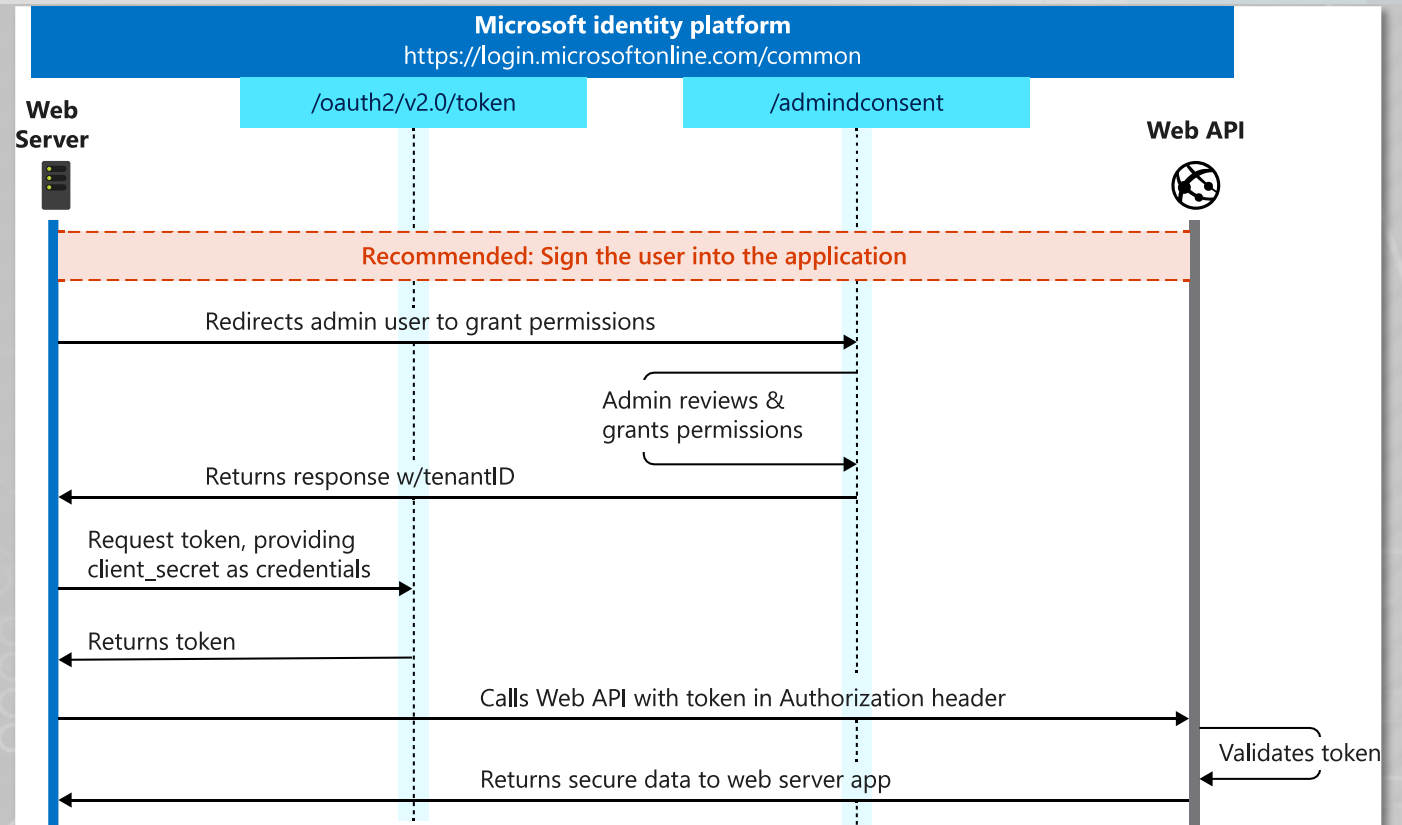 Microsoft identity platform
https://login.microsoftonline.com/common
/oauth2/v2.0/token
/admindconsent
Web
Server
Web API
Recommended: Sign the user into the application
Redirects admin user to grant permissions
Admin reviews &
grants permissions
Returns response w/tenantID
Request token, providing
client_secret as credentials
Returns token
Calls Web API with token in Authorization header
Validates token
Returns secure data to web server app